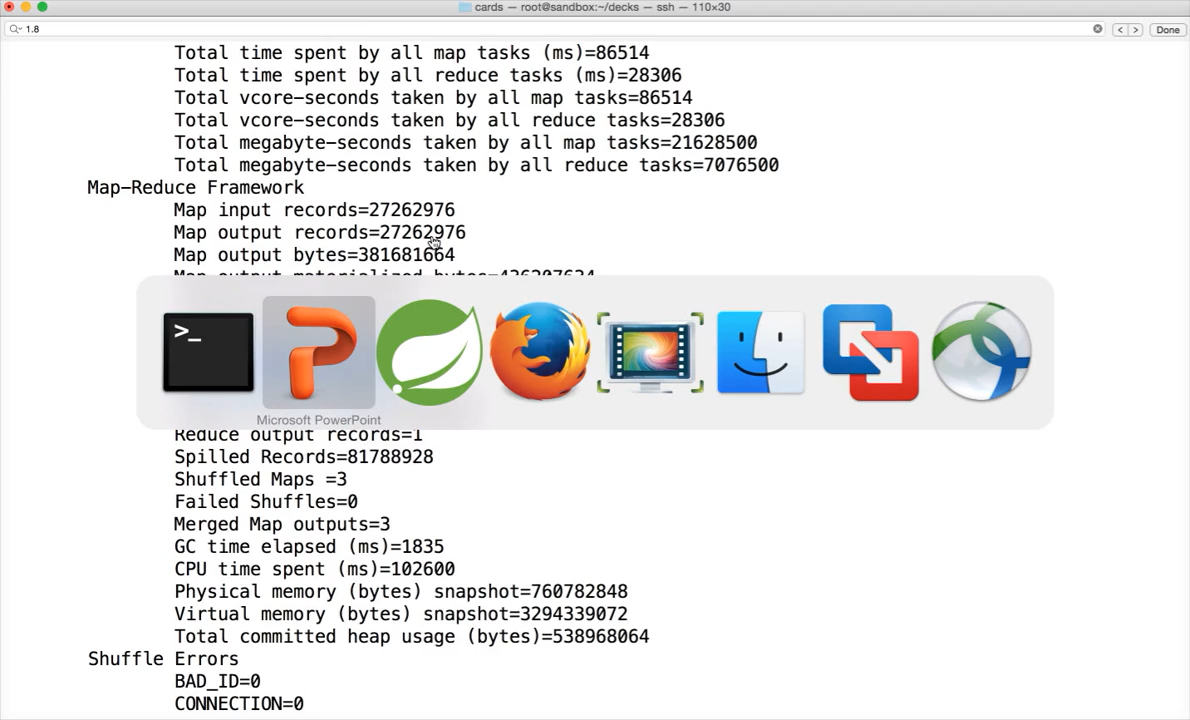 cards — root@sandbox:~/decks — ssh — 110×30
1.8
Done
Total time spent by all map tasks (ms)=86514
Total time spent by all reduce tasks (ms)=28306
Total vcore-seconds taken by all map tasks=86514
Total vcore-seconds taken by all reduce tasks=28306
Total megabyte-seconds taken by all map tasks=21628500
Total megabyte-seconds taken by all reduce tasks=7076500
Map-Reduce Framework
Map input records=27262976
Map output records=27262976
Map output bytes=381681664
Map output materialized bytes=436207634
>_
Microsoft PowerPoint
Reduce output records=1
Spilled Records=81788928
Shuffled Maps =3
Failed Shuffles=0
Merged Map outputs=3
GC time elapsed (ms)=1835
CPU time spent (ms)=102600
Physical memory (bytes) snapshot=760782848
Virtual memory (bytes) snapshot=3294339072
Total committed heap usage (bytes)=538968064
Shuffle Errors
BAD_ID=0
CONNECTION=0